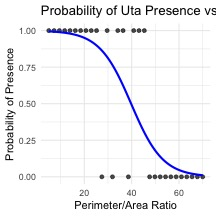 Probability of Uta Presence vs
1.00
0.75
0.50
0.25
0.00
Probability of Presence
20
40
60
Perimeter/Area Ratio